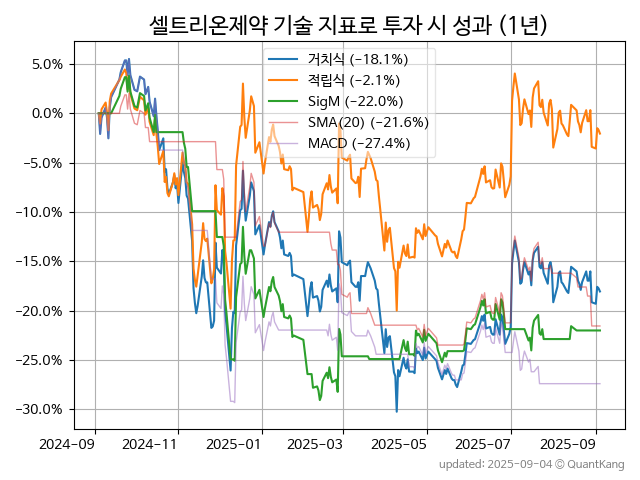 셀트리온제약 기술 지표로 투자 시 성과 (1년)
거치식 (−18.1%)
적립식 (−2.1%)
SigM (−22.0%)
SMA(20) (−21.6%)
MACD (−27.4%)
5.0%
0.0%
−5.0%
−10.0%
−15.0%
−20.0%
−25.0%
−30.0%
2024−09 2024−11 2025−01 2025−03 2025−05 2025−07 2025−09
updated: 2025−09−04 © QuantKang